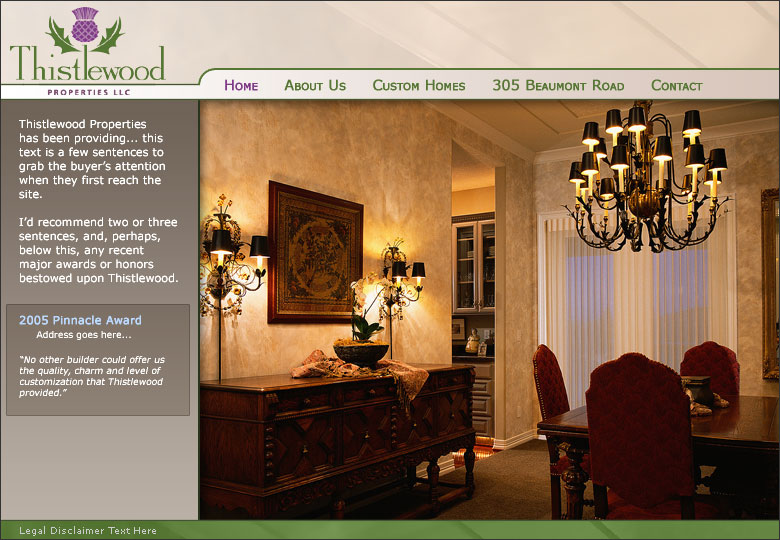 Thistlewood
PROPERTIES LLC
Home About Us Custom Homes 305 Beaumont Road Contact
Thistlewood Properties
has been providing... this
text is a few sentences to
grab the buyer's attention
when they first reach the
site.
I'd recommend two or three
sentences, and, perhaps,
below this, any recent
major awards or honors
bestowed upon Thistlewood.
2005 Pinnacle Award
Address goes here...
“No other builder could offer us
the quality, charm and level of
customization that Thistlewood
provided.”
Legal Disclaimer Text Here